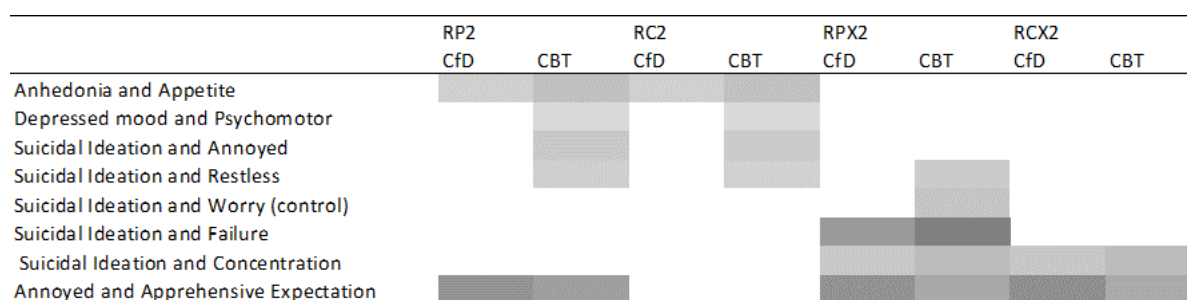 RP2 RC2 RPX2 RCX2
CfD CBT CfD CBT CfD CBT CfD CBT
Anhedonia and Appetite
Depressed mood and Psychomotor
Suicidal Ideation and Annoyed
Suicidal Ideation and Restless
Suicidal Ideation and Worry (control)
Suicidal Ideation and Failure
Suicidal Ideation and Concentration
Annoyed and Apprehensive Expectation